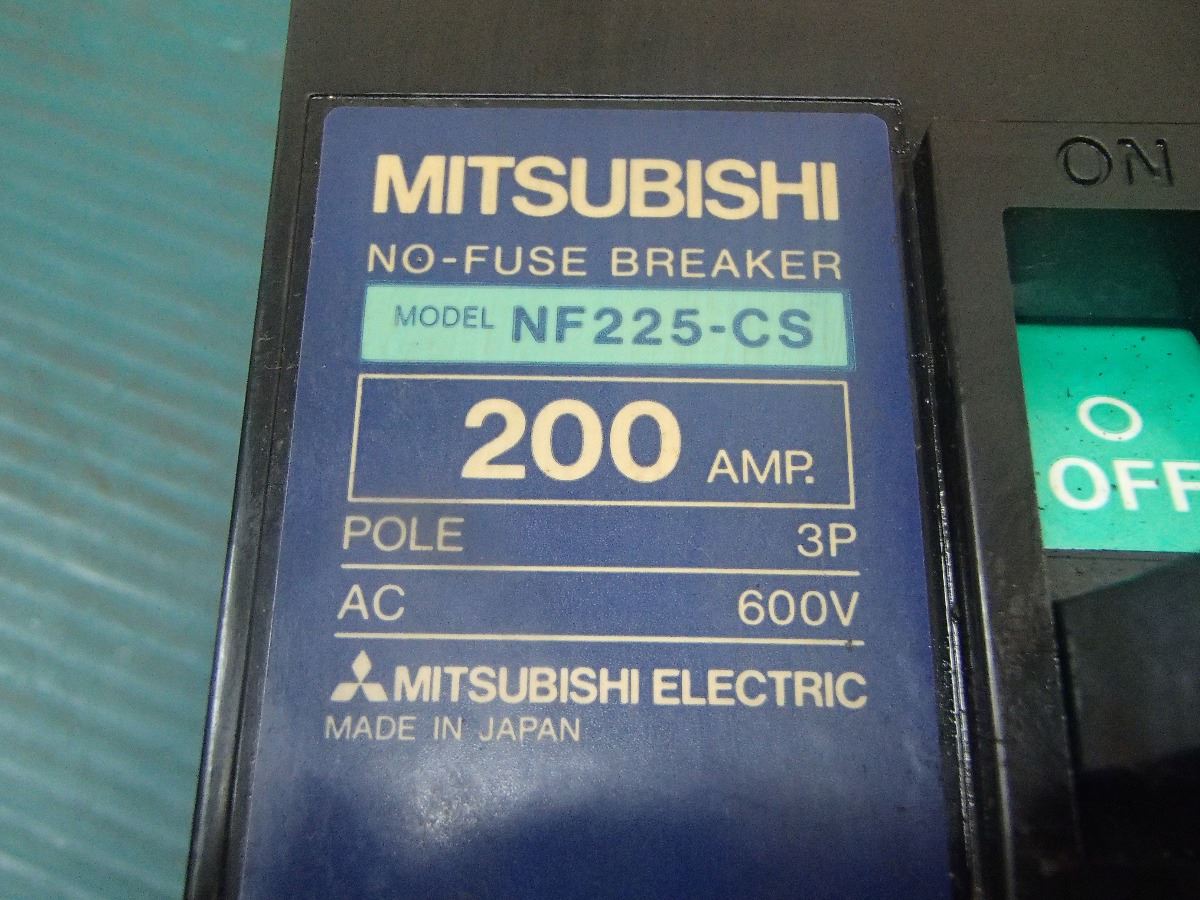 MITSUBISHI
NO-FUSE BREAKER
MODEL NF225-CS
200 AMP.
POLE 3P
AC 600V
MITSUBISHI ELECTRIC
MADE IN JAPAN
ON
O
OFF